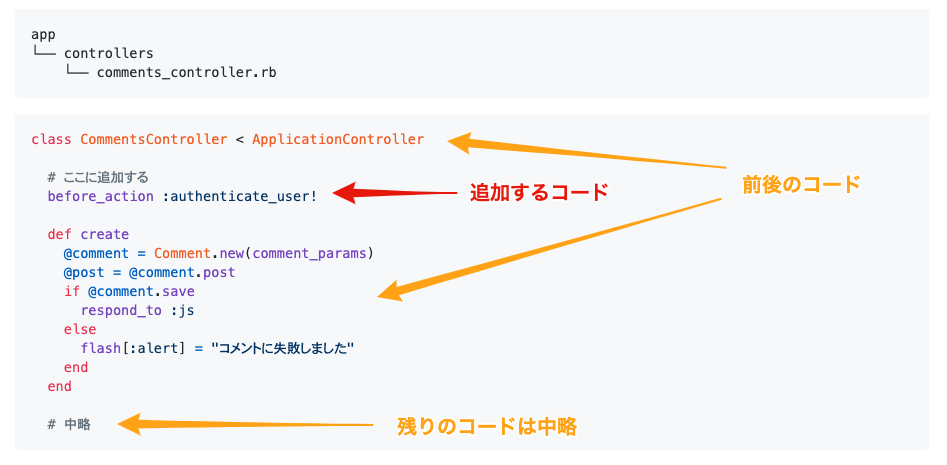 app
└── controllers
    └── comments_controller.rb
class CommentsController < ApplicationController
  # ここに追加する
  before_action :authenticate_user!
追加するコード
前後のコード
  def create
    @comment = Comment.new(comment_params)
    @post = @comment.post
    if @comment.save
      respond_to :js
    else
      flash[:alert] = "コメントに失敗しました"
    end
  end
  # 中略
残りのコードは中略